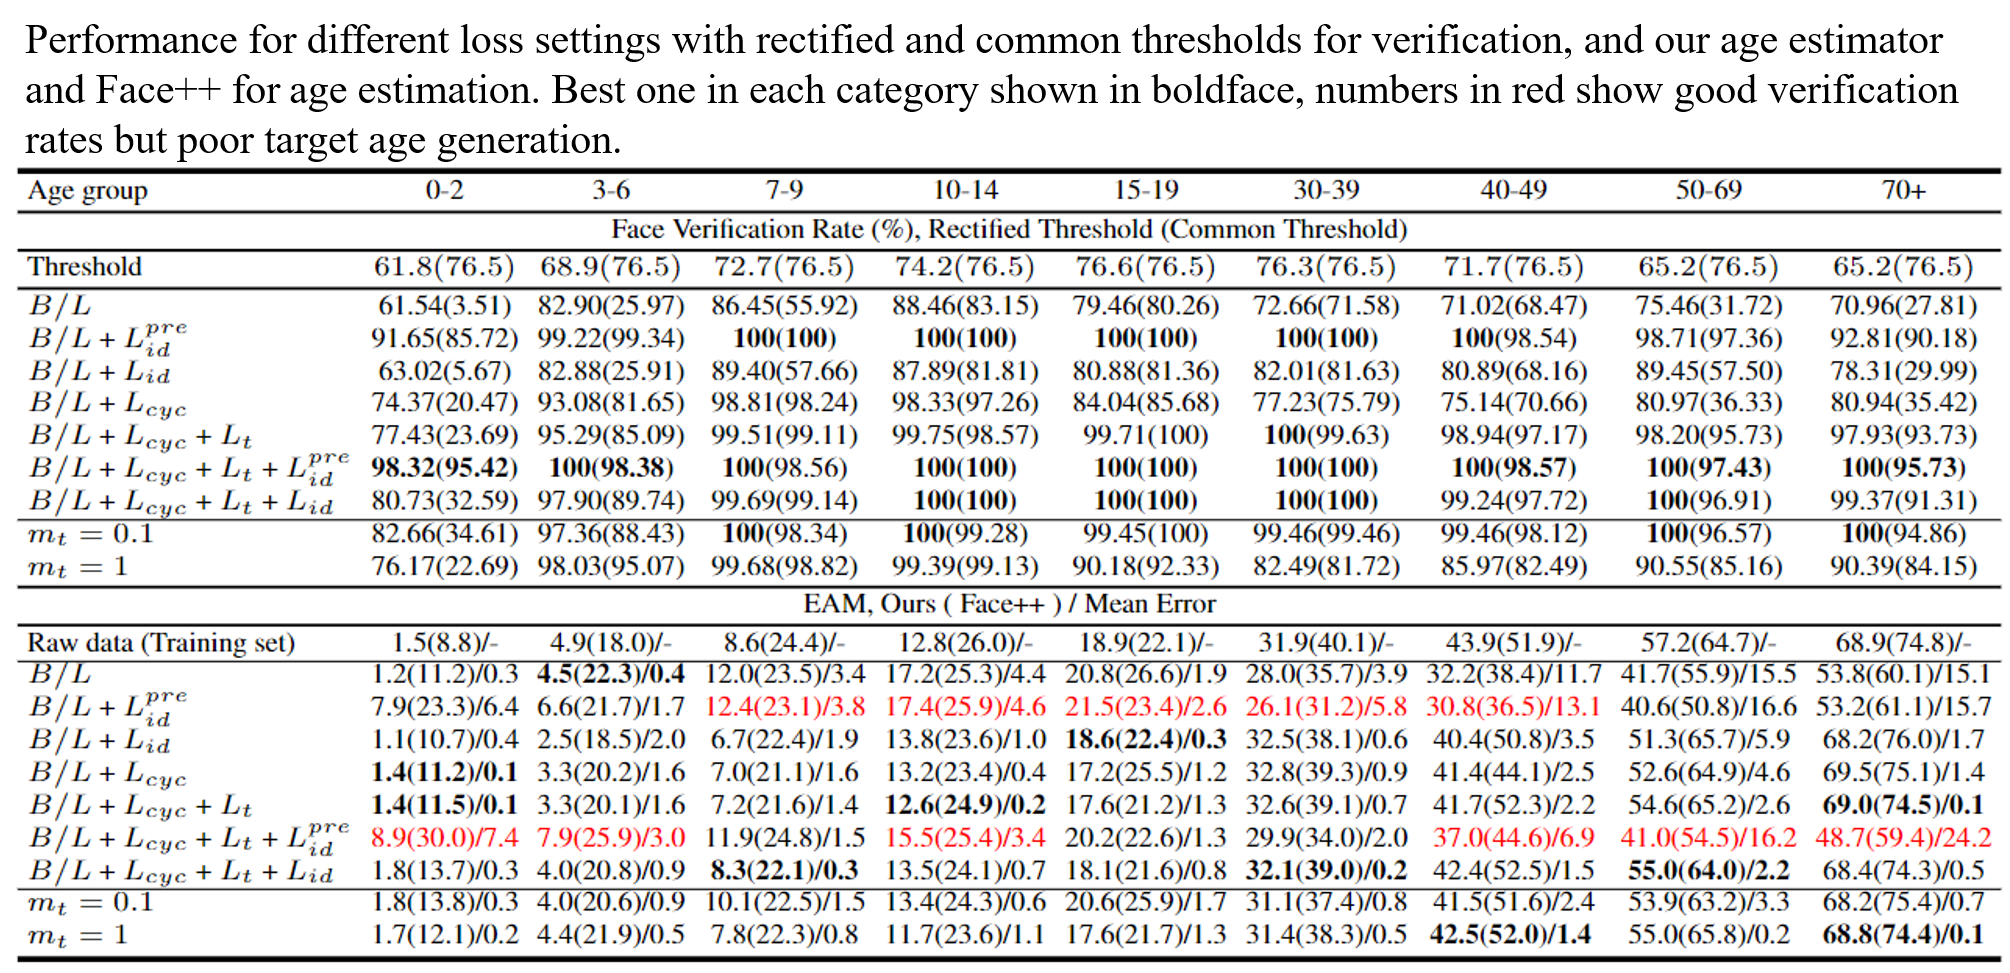 Performance for different loss settings with rectified and common thresholds for verification, and our age estimator
and Face++ for age estimation. Best one in each category shown in boldface, numbers in red show good verification
rates but poor target age generation.
Age group 0-2 3-6 7-9 10-14 15-19 30-39 40-49 50-69 70+
Face Verification Rate (%), Rectified Threshold (Common Threshold)
Threshold 61.8(76.5) 68.9(76.5) 72.7(76.5) 74.2(76.5) 76.6(76.5) 76.3(76.5) 71.7(76.5) 65.2(76.5) 65.2(76.5)
B/L 61.54(3.51) 82.90(25.97) 86.45(55.92) 88.46(83.15) 79.46(80.26) 72.66(71.58) 71.02(68.47) 75.46(31.72) 70.96(27.81)
B/L + L_{id}^{pre} 91.65(85.72) 99.22(99.34) 100(100) 100(100) 100(100) 100(100) 100(98.54) 98.71(97.36) 92.81(90.18)
B/L + L_{id} 63.02(5.67) 82.88(25.91) 89.40(57.66) 87.89(81.81) 80.88(81.36) 82.01(81.63) 80.89(68.16) 89.45(57.50) 78.31(29.99)
B/L + L_{cyc} 74.37(20.47) 93.08(81.65) 98.81(98.24) 98.33(97.26) 84.04(85.68) 77.23(75.79) 75.14(70.66) 80.97(36.33) 80.94(35.42)
B/L + L_{cyc} + L_t 77.43(23.69) 95.29(85.09) 99.51(99.11) 99.75(98.57) 99.71(100) 100(99.63) 98.94(97.17) 98.20(95.73) 97.93(93.73)
B/L + L_{cyc} + L_t + L_{id}^{pre} 98.32(95.42) 100(98.38) 100(98.56) 100(100) 100(100) 100(100) 100(98.57) 100(97.43) 100(95.73)
B/L + L_{cyc} + L_t + L_{id} 80.73(32.59) 97.90(89.74) 99.69(99.14) 100(100) 100(100) 100(100) 99.24(97.72) 100(96.91) 99.37(91.31)
m_t = 0.1 82.66(34.61) 97.36(88.43) 100(98.34) 100(99.28) 99.45(100) 99.46(99.46) 99.46(98.12) 100(96.57) 100(94.86)
m_t = 1 76.17(22.69) 98.03(95.07) 99.68(98.82) 99.39(99.13) 90.18(92.33) 82.49(81.72) 85.97(82.49) 90.55(85.16) 90.39(84.15)
EAM, Ours ( Face++ ) / Mean Error
Raw data (Training set) 1.5(8.8)/- 4.9(18.0)/- 8.6(24.4)/- 12.8(26.0)/- 18.9(22.1)/- 31.9(40.1)/- 43.9(51.9)/- 57.2(64.7)/- 68.9(74.8)/-
B/L 1.2(11.2)/0.3 4.5(22.3)/0.4 12.0(23.5)/3.4 17.2(25.3)/4.4 20.8(26.6)/1.9 28.0(35.7)/3.9 32.2(38.4)/11.7 41.7(55.9)/15.5 53.8(60.1)/15.1
B/L + L_{id}^{pre} 7.9(23.3)/6.4 6.6(21.7)/1.7 12.4(23.1)/3.8 17.4(25.9)/4.6 21.5(23.4)/2.6 26.1(31.2)/5.8 30.8(36.5)/13.1 40.6(50.8)/16.6 53.2(61.1)/15.7
B/L + L_{id} 1.1(10.7)/0.4 2.5(18.5)/2.0 6.7(22.4)/1.9 13.8(23.6)/1.0 18.6(22.4)/0.3 32.5(38.1)/0.6 40.4(50.8)/3.5 51.3(65.7)/5.9 68.2(76.0)/1.7
B/L + L_{cyc} 1.4(11.2)/0.1 3.3(20.2)/1.6 7.0(21.1)/1.6 13.2(23.4)/0.4 17.2(25.5)/1.2 32.8(39.3)/0.9 41.4(44.1)/2.5 52.6(64.9)/4.6 69.5(75.1)/1.4
B/L + L_{cyc} + L_t 1.4(11.5)/0.1 3.3(20.1)/1.6 7.2(21.6)/1.4 12.6(24.9)/0.2 17.6(21.2)/1.3 32.6(39.1)/0.7 41.7(52.3)/2.2 54.6(65.2)/2.6 69.0(74.5)/0.1
B/L + L_{cyc} + L_t + L_{id}^{pre} 8.9(30.0)/7.4 7.9(25.9)/3.0 11.9(24.8)/1.5 15.5(25.4)/3.4 20.2(22.6)/1.3 29.9(34.0)/2.0 37.0(44.6)/6.9 41.0(54.5)/16.2 48.7(59.4)/24.2
B/L + L_{cyc} + L_t + L_{id} 1.8(13.7)/0.3 4.0(20.8)/0.9 8.3(22.1)/0.3 13.5(24.1)/0.7 18.1(21.6)/0.8 32.1(39.0)/0.2 42.4(52.5)/1.5 55.0(64.0)/2.2 68.4(74.3)/0.5
m_t = 0.1 1.8(13.8)/0.3 4.0(20.6)/0.9 10.1(22.5)/1.5 13.4(24.3)/0.6 20.6(25.9)/1.7 31.1(37.4)/0.8 41.5(51.6)/2.4 53.9(63.2)/3.3 68.2(75.4)/0.7
m_t = 1 1.7(12.1)/0.2 4.4(21.9)/0.5 7.8(22.3)/0.8 11.7(23.6)/1.1 17.6(21.7)/1.3 31.4(38.3)/0.5 42.5(52.0)/1.4 55.0(65.8)/0.2 68.8(74.4)/0.1